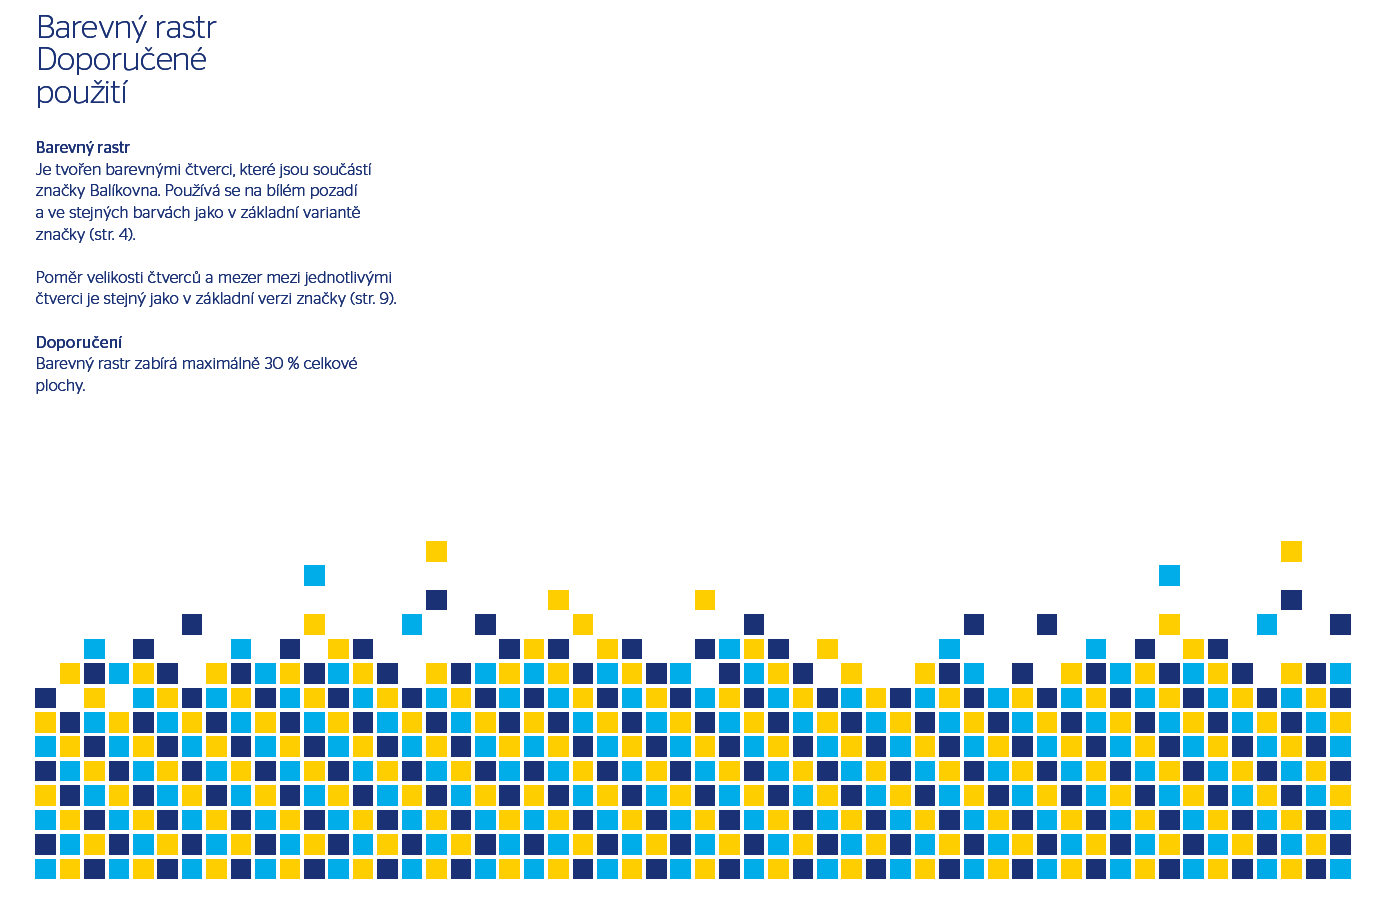 Barevný rastr
Doporučené
použití
Barevný rastr
Je tvořen barevnými čtverci, které jsou součástí
značky Balíkovna. Používá se na bílém pozadí
a ve stejných barvách jako v základní variantě
značky (str. 4).
Poměr velikosti čtverců a mezer mezi jednotlivými
čtverci je stejný jako v základní verzi značky (str. 9).
Doporučení
Barevný rastr zabírá maximálně 30 % celkové
plochy.